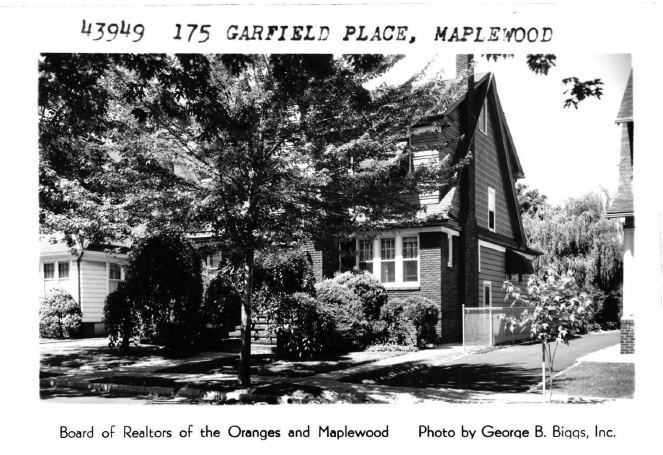 43949 175 GARFIELD PLACE, MAPLEWOOD
Board of Realtors of the Oranges and Maplewood Photo by George B. Biggs, Inc.